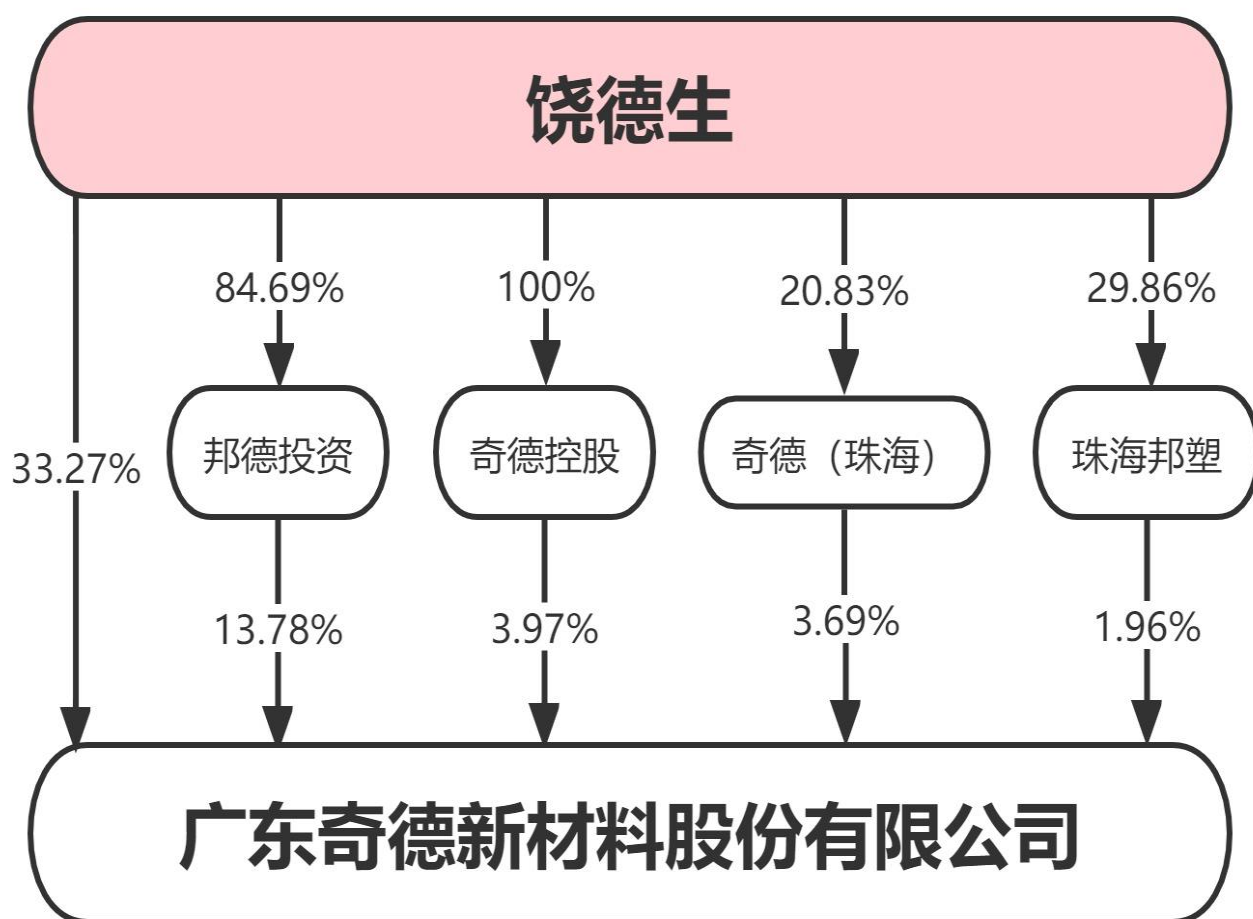 饶德生
84.69%
100%
20.83%
29.86%
邦德投资
奇德控股
奇德（珠海）
珠海邦塑
33.27%
13.78%
3.97%
3.69%
1.96%
广东奇德新材料股份有限公司